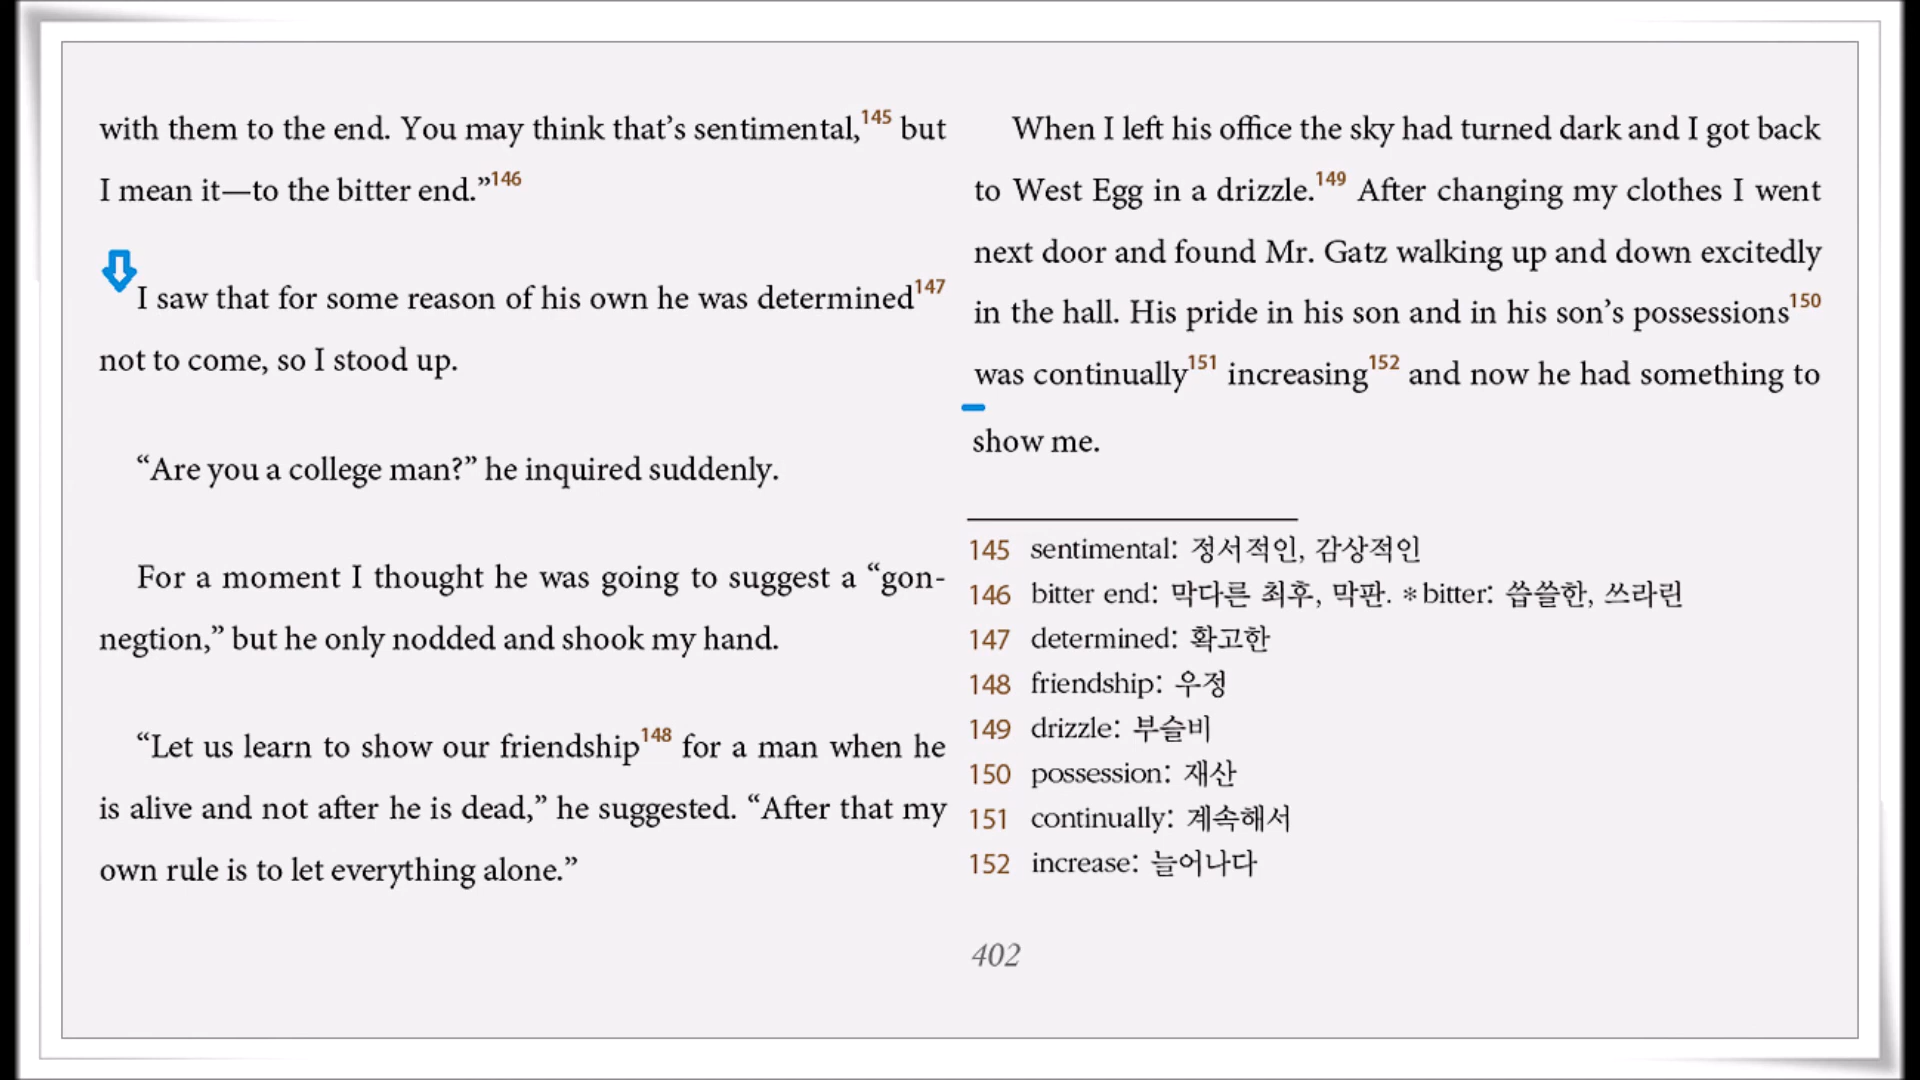 with them to the end. You may think that’s sentimental,145 but
I mean it—to the bitter end.”146
I saw that for some reason of his own he was determined147
not to come, so I stood up.
“Are you a college man?” he inquired suddenly.
For a moment I thought he was going to suggest a “gon-
negtion,” but he only nodded and shook my hand.
“Let us learn to show our friendship148 for a man when he
is alive and not after he is dead,” he suggested. “After that my
own rule is to let everything alone.”
When I left his office the sky had turned dark and I got back
to West Egg in a drizzle.149 After changing my clothes I went
next door and found Mr. Gatz walking up and down excitedly
in the hall. His pride in his son and in his son’s possessions150
was continually151 increasing152 and now he had something to
show me.
145 sentimental: 정서적인, 감상적인
146 bitter end: 막다른 최후, 막판. *bitter: 씁쓸한, 쓰라린
147 determined: 확고한
148 friendship: 우정
149 drizzle: 부슬비
150 possession: 재산
151 continually: 계속해서
152 increase: 늘어나다
402